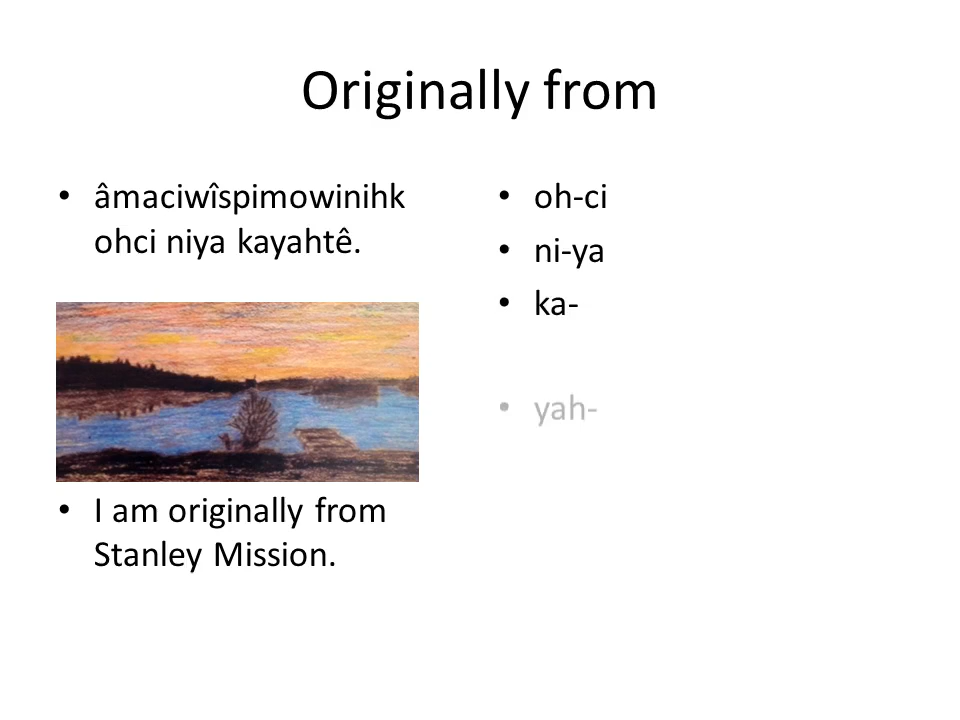 Originally from
• âmaciwîspimowinihk
ohci niya kayahtê.
• I am originally from
Stanley Mission.
• oh-ci
• ni-ya
• ka-
• yah-